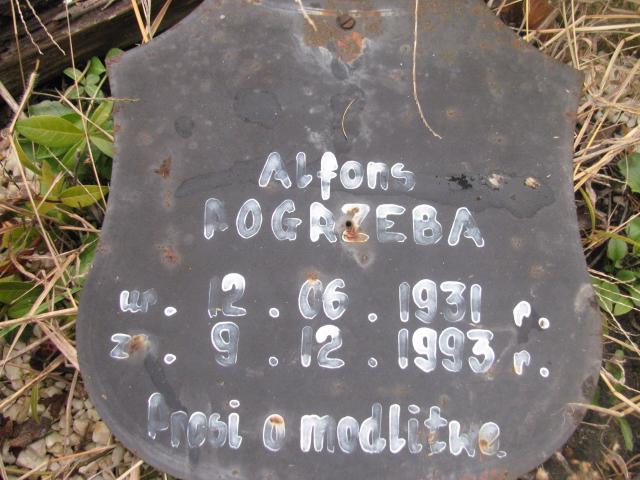 Alfons
POGRZEBA
ur. 12. 06. 1931 r.
z. 9. 12. 1993 r.
Prosi o modlitwę